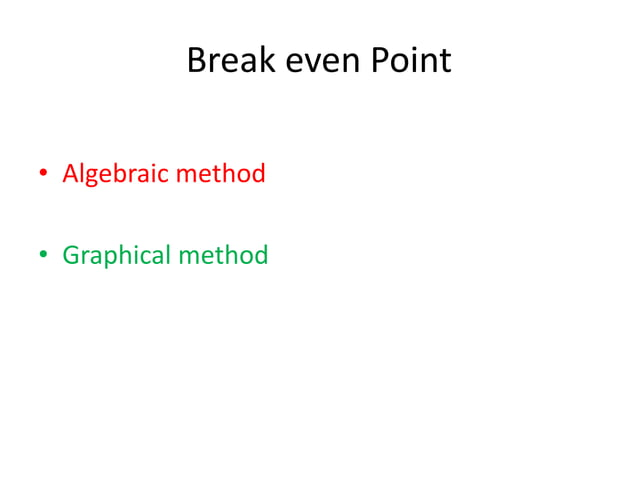 Break even Point
• Algebraic method
• Graphical method